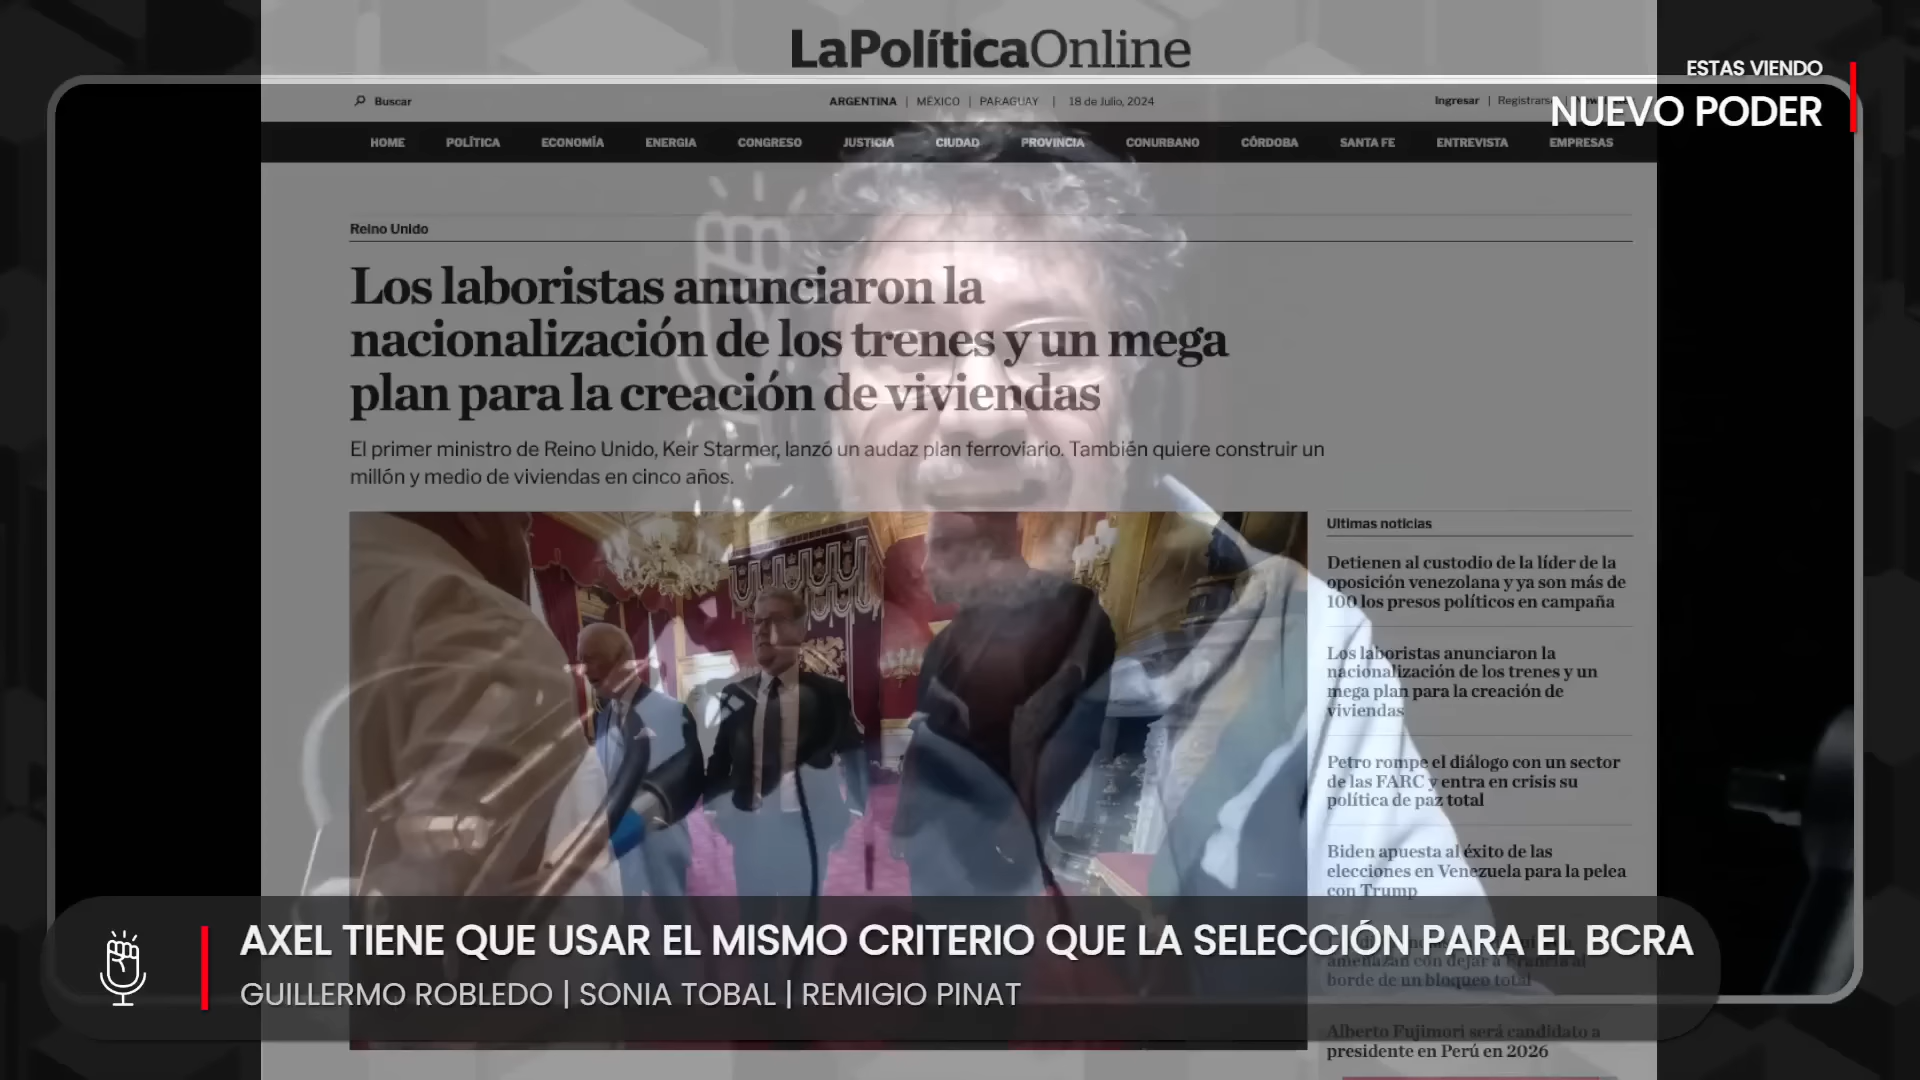 LaPolíticaOnline
ESTAS VIENDO
NUEVO PODER
Buscar
ARGENTINA | MÉXICO | PARAGUAY | 18 de Julio, 2024
Ingresar | Registrarse
HOME POLÍTICA ECONOMÍA ENERGIA CONGRESO JUSTICIA CIUDAD PROVINCIA CONURBANO CÓRDOBA SANTA FE ENTREVISTA EMPRESAS
Reino Unido
Los laboristas anunciaron la
nacionalización de los trenes y un mega
plan para la creación de viviendas
El primer ministro de Reino Unido, Keir Starmer, lanzó un audaz plan ferroviario. También quiere construir un
millón y medio de viviendas en cinco años.
Ultimas noticias
Detienen al custodio de la líder de la
oposición venezolana y ya son más de
100 los presos políticos en campaña
Los laboristas anunciaron la
nacionalización de los trenes y un
mega plan para la creación de
viviendas
Petro rompe el diálogo con un sector
de las FARC y entra en crisis su
política de paz total
Biden apuesta al éxito de las
elecciones en Venezuela para la pelea
con Trump
amenazan con dejar a Francia al
borde de un bloqueo total
Alberto Fujimori será candidato a
presidente en Perú en 2026
AXEL TIENE QUE USAR EL MISMO CRITERIO QUE LA SELECCIÓN PARA EL BCRA
GUILLERMO ROBLEDO | SONIA TOBAL | REMIGIO PINAT